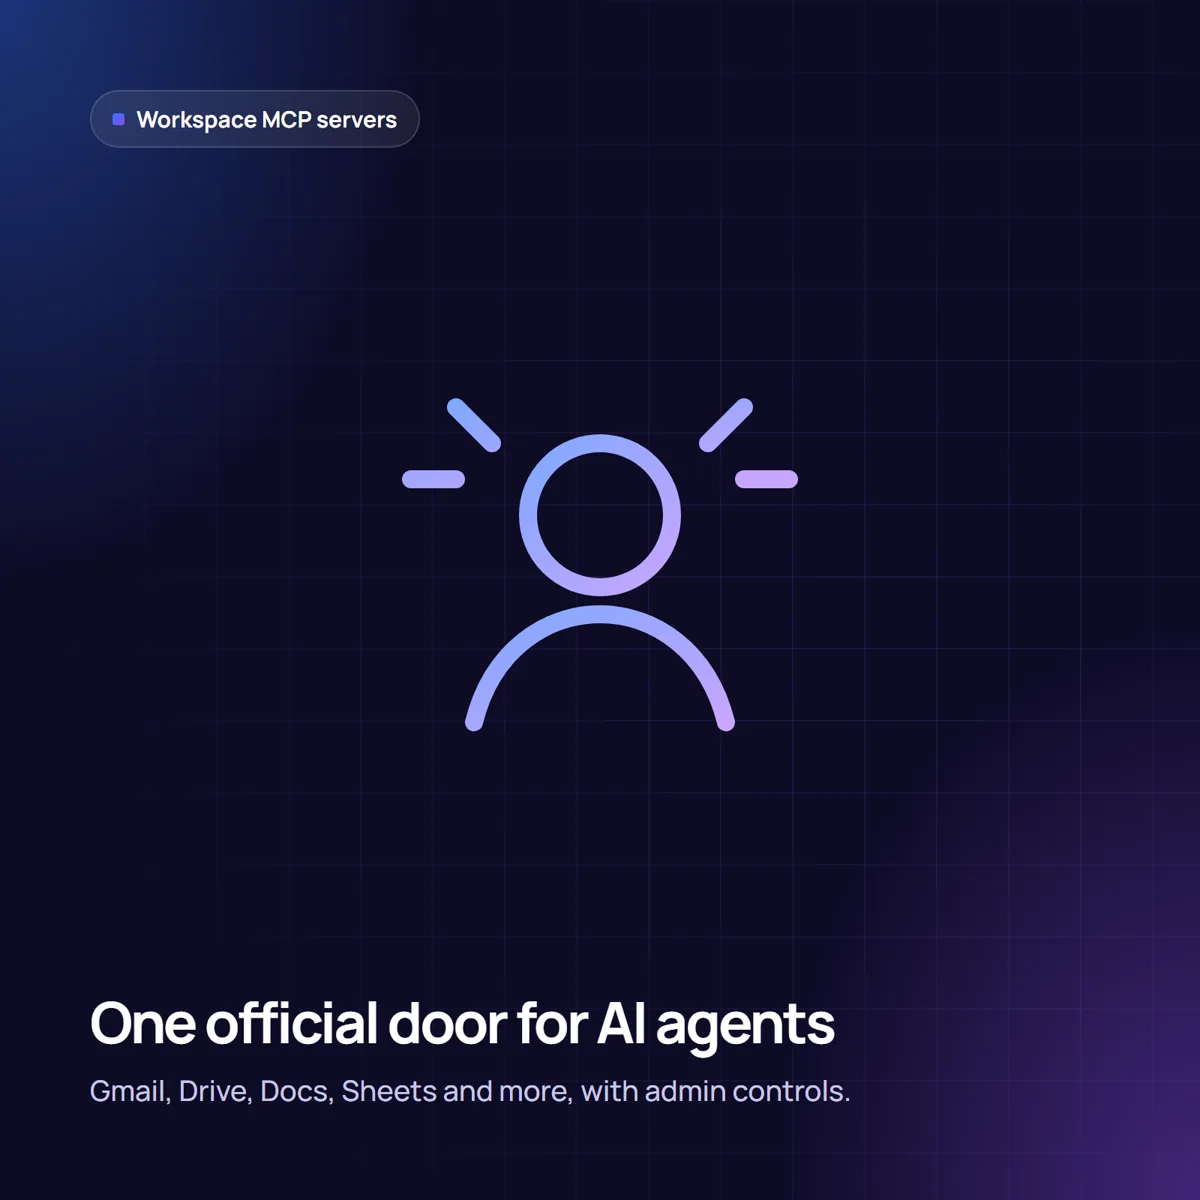 Workspace MCP servers
One official door for AI agents
Gmail, Drive, Docs, Sheets and more, with admin controls.